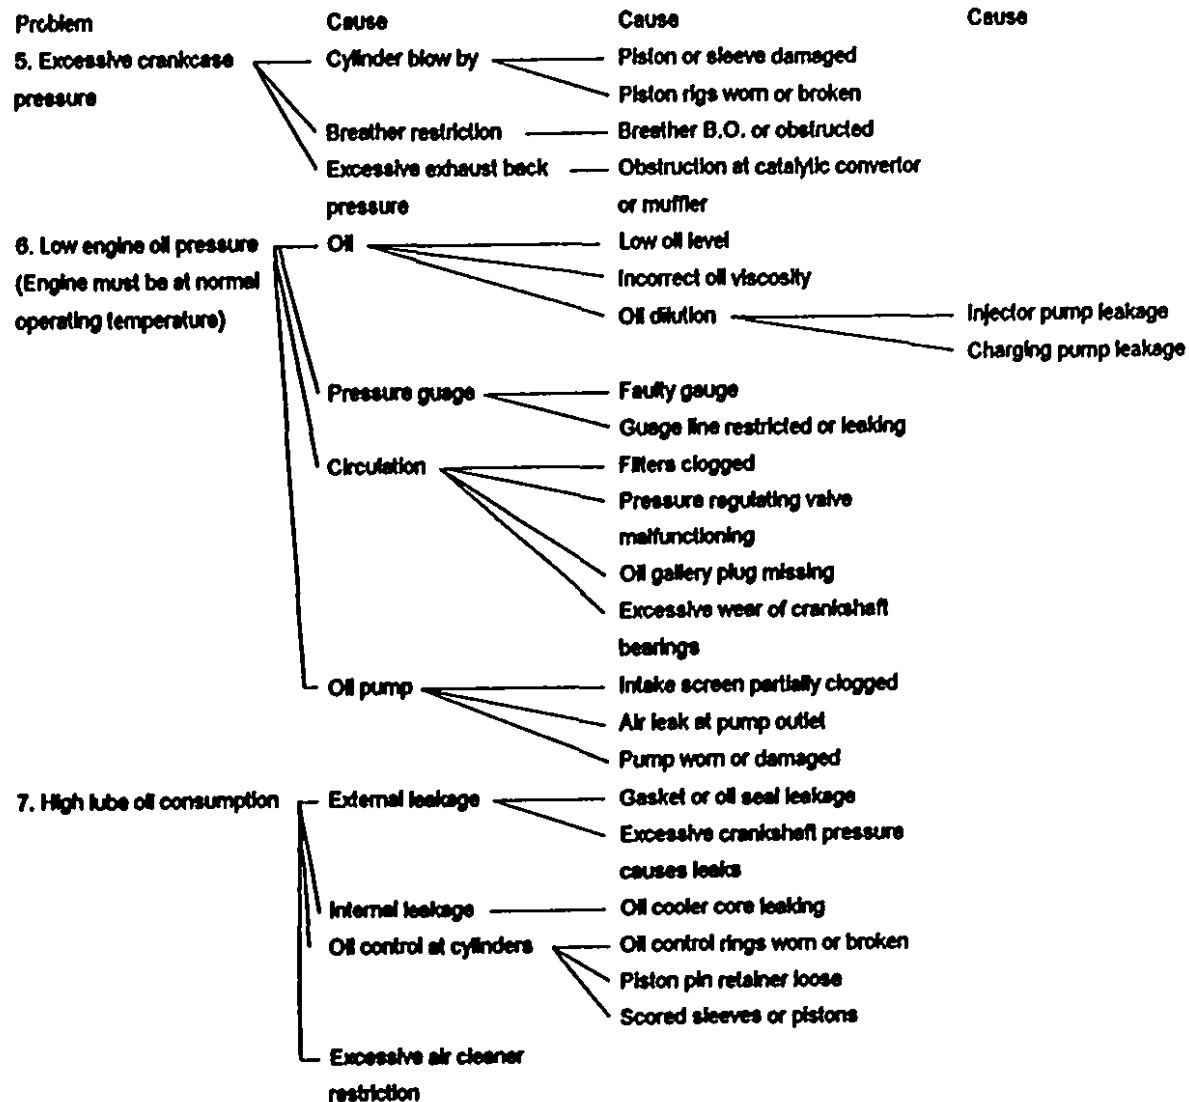 Problem Cause Cause Cause
5. Excessive crankcase Cylinder blow by Piston or sleeve damaged
pressure Piston rigs worn or broken
Breather restriction Breather B.O. or obstructed
Excessive exhaust back Obstruction at catalytic convertor
pressure or muffler
6. Low engine oil pressure Oil Low oil level
(Engine must be at normal Incorrect oil viscosity
operating temperature) Oil dilution Injector pump leakage
Charging pump leakage
Pressure guage Faulty gauge
Guage line restricted or leaking
Circulation Filters clogged
Pressure regulating valve
malfunctioning
Oil gallery plug missing
Excessive wear of crankshaft
bearings
Oil pump Intake screen partially clogged
Air leak at pump outlet
Pump worn or damaged
7. High lube oil consumption External leakage Gasket or oil seal leakage
Excessive crankshaft pressure
causes leaks
Internal leakage Oil cooler core leaking
Oil control at cylinders Oil control rings worn or broken
Piston pin retainer loose
Scored sleeves or pistons
Excessive air cleaner
restriction